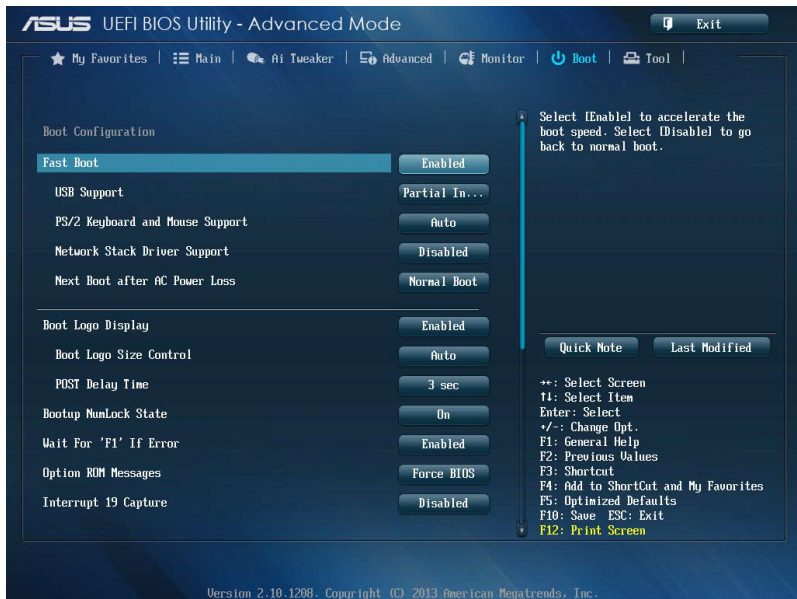 ASUS UEFI BIOS Utility - Advanced Mode
Exit
My Favorites | Main | Ai Tweaker | Advanced | Monitor | Boot | Tool |
Boot Configuration
Fast Boot Enabled
USB Support Partial In...
PS/2 Keyboard and Mouse Support Auto
Network Stack Driver Support Disabled
Next Boot after AC Power Loss Normal Boot
Boot Logo Display Enabled
Boot Logo Size Control Auto
POST Delay Time 3 sec
Bootup NumLock State On
Wait For 'F1' If Error Enabled
Option ROM Messages Force BIOS
Interrupt 19 Capture Disabled
Select [Enable] to accelerate the
boot speed. Select [Disable] to go
back to normal boot.
Quick Note Last Modified
→←: Select Screen
↑↓: Select Item
Enter: Select
+/-: Change Opt.
F1: General Help
F2: Previous Values
F3: Shortcut
F4: Add to ShortCut and My Favorites
F5: Optimized Defaults
F10: Save ESC: Exit
F12: Print Screen
Version 2.10.1208. Copyright (C) 2013 American Megatrends, Inc.